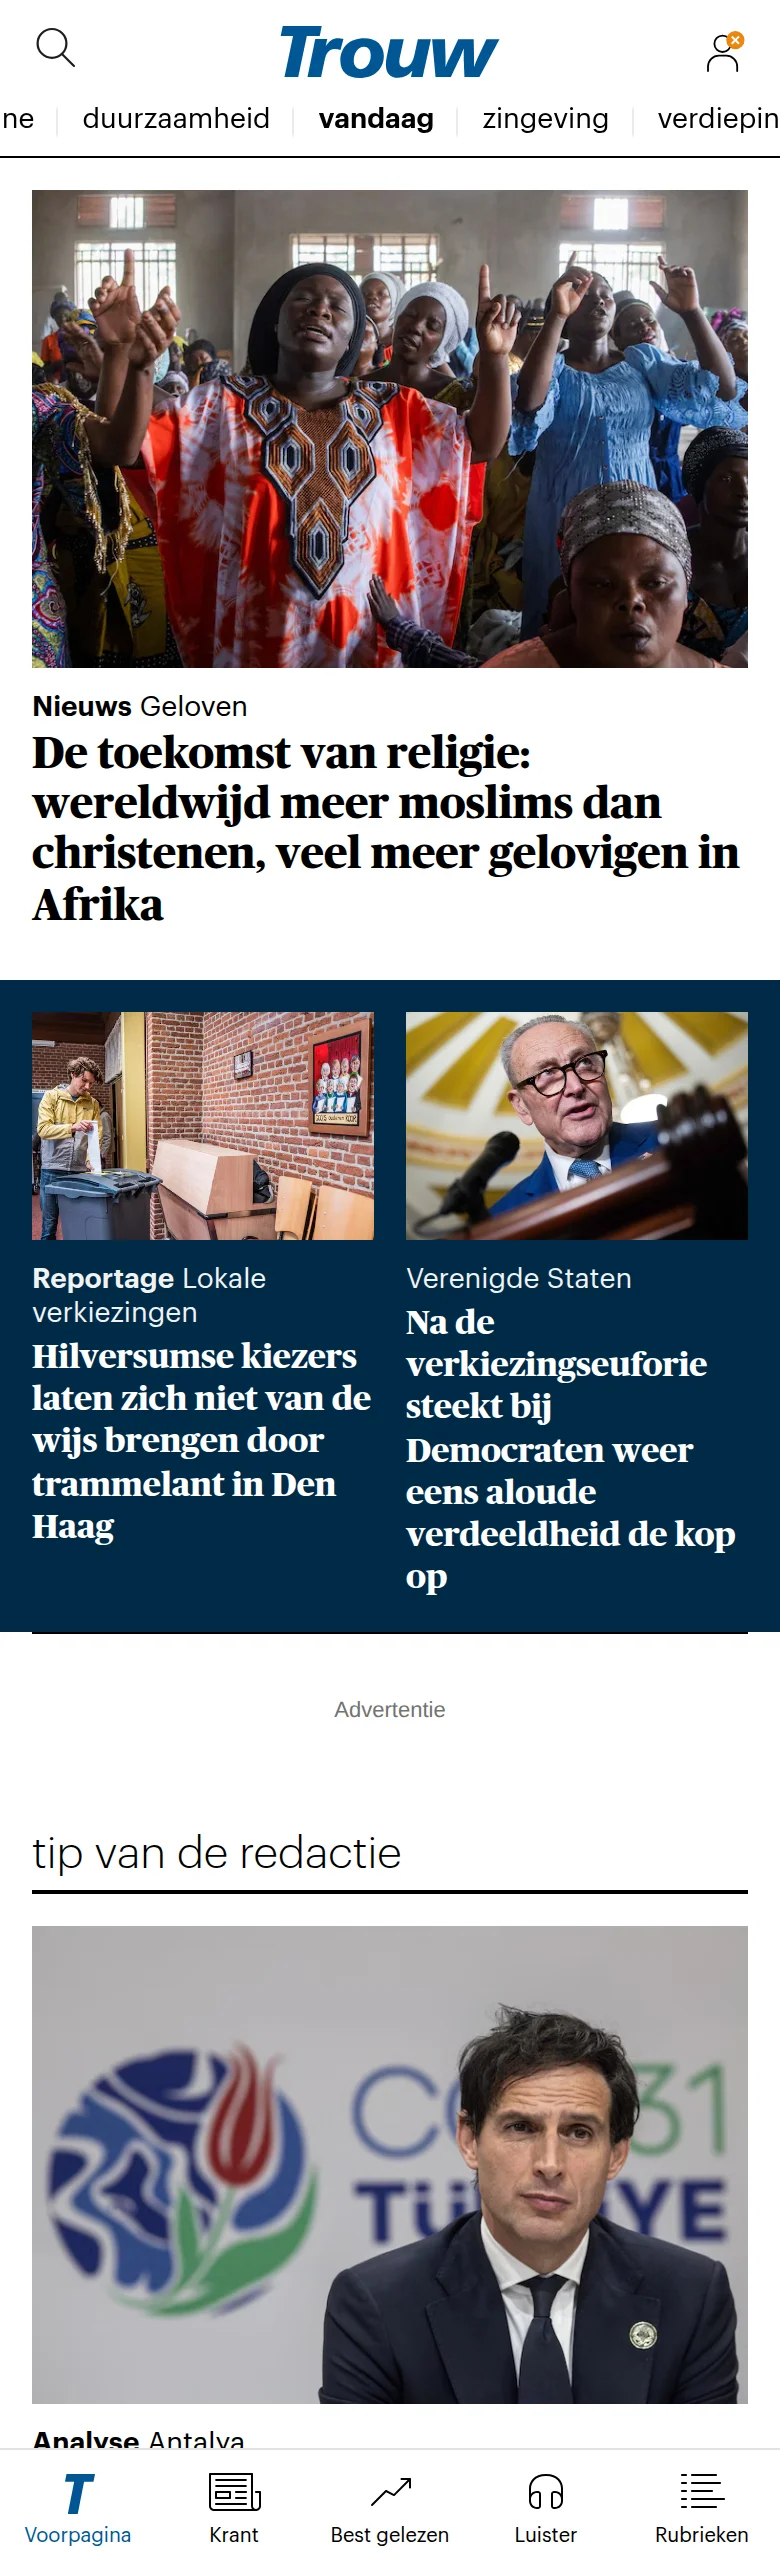 Trouw
ne
duurzaamheid
vandaag
zingeving
verdiepin
Nieuws Geloven
De toekomst van religie:
wereldwijd meer moslims dan
christenen, veel meer gelovigen in
Afrika
Reportage Lokale
verkiezingen
Hilversumse kiezers
laten zich niet van de
wijs brengen door
trammelant in Den
Haag
Verenigde Staten
Na de
verkiezingseuforie
steekt bij
Democraten weer
eens aloude
verdeeldheid de kop
op
Advertentie
tip van de redactie
C 31
TÜ YE
Analyse Antalya
T
Voorpagina
Krant
Best gelezen
Luister
Rubrieken